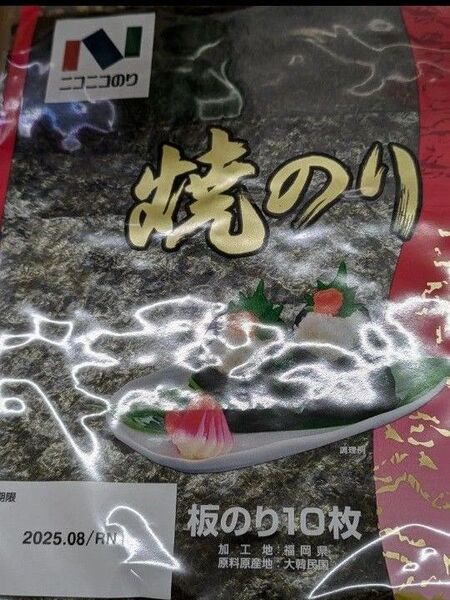 ニコニコのり
焼のり
調理例
期限
2025.08/RN
板のり10枚
加工地:福岡県
原料原産地:大韓民国